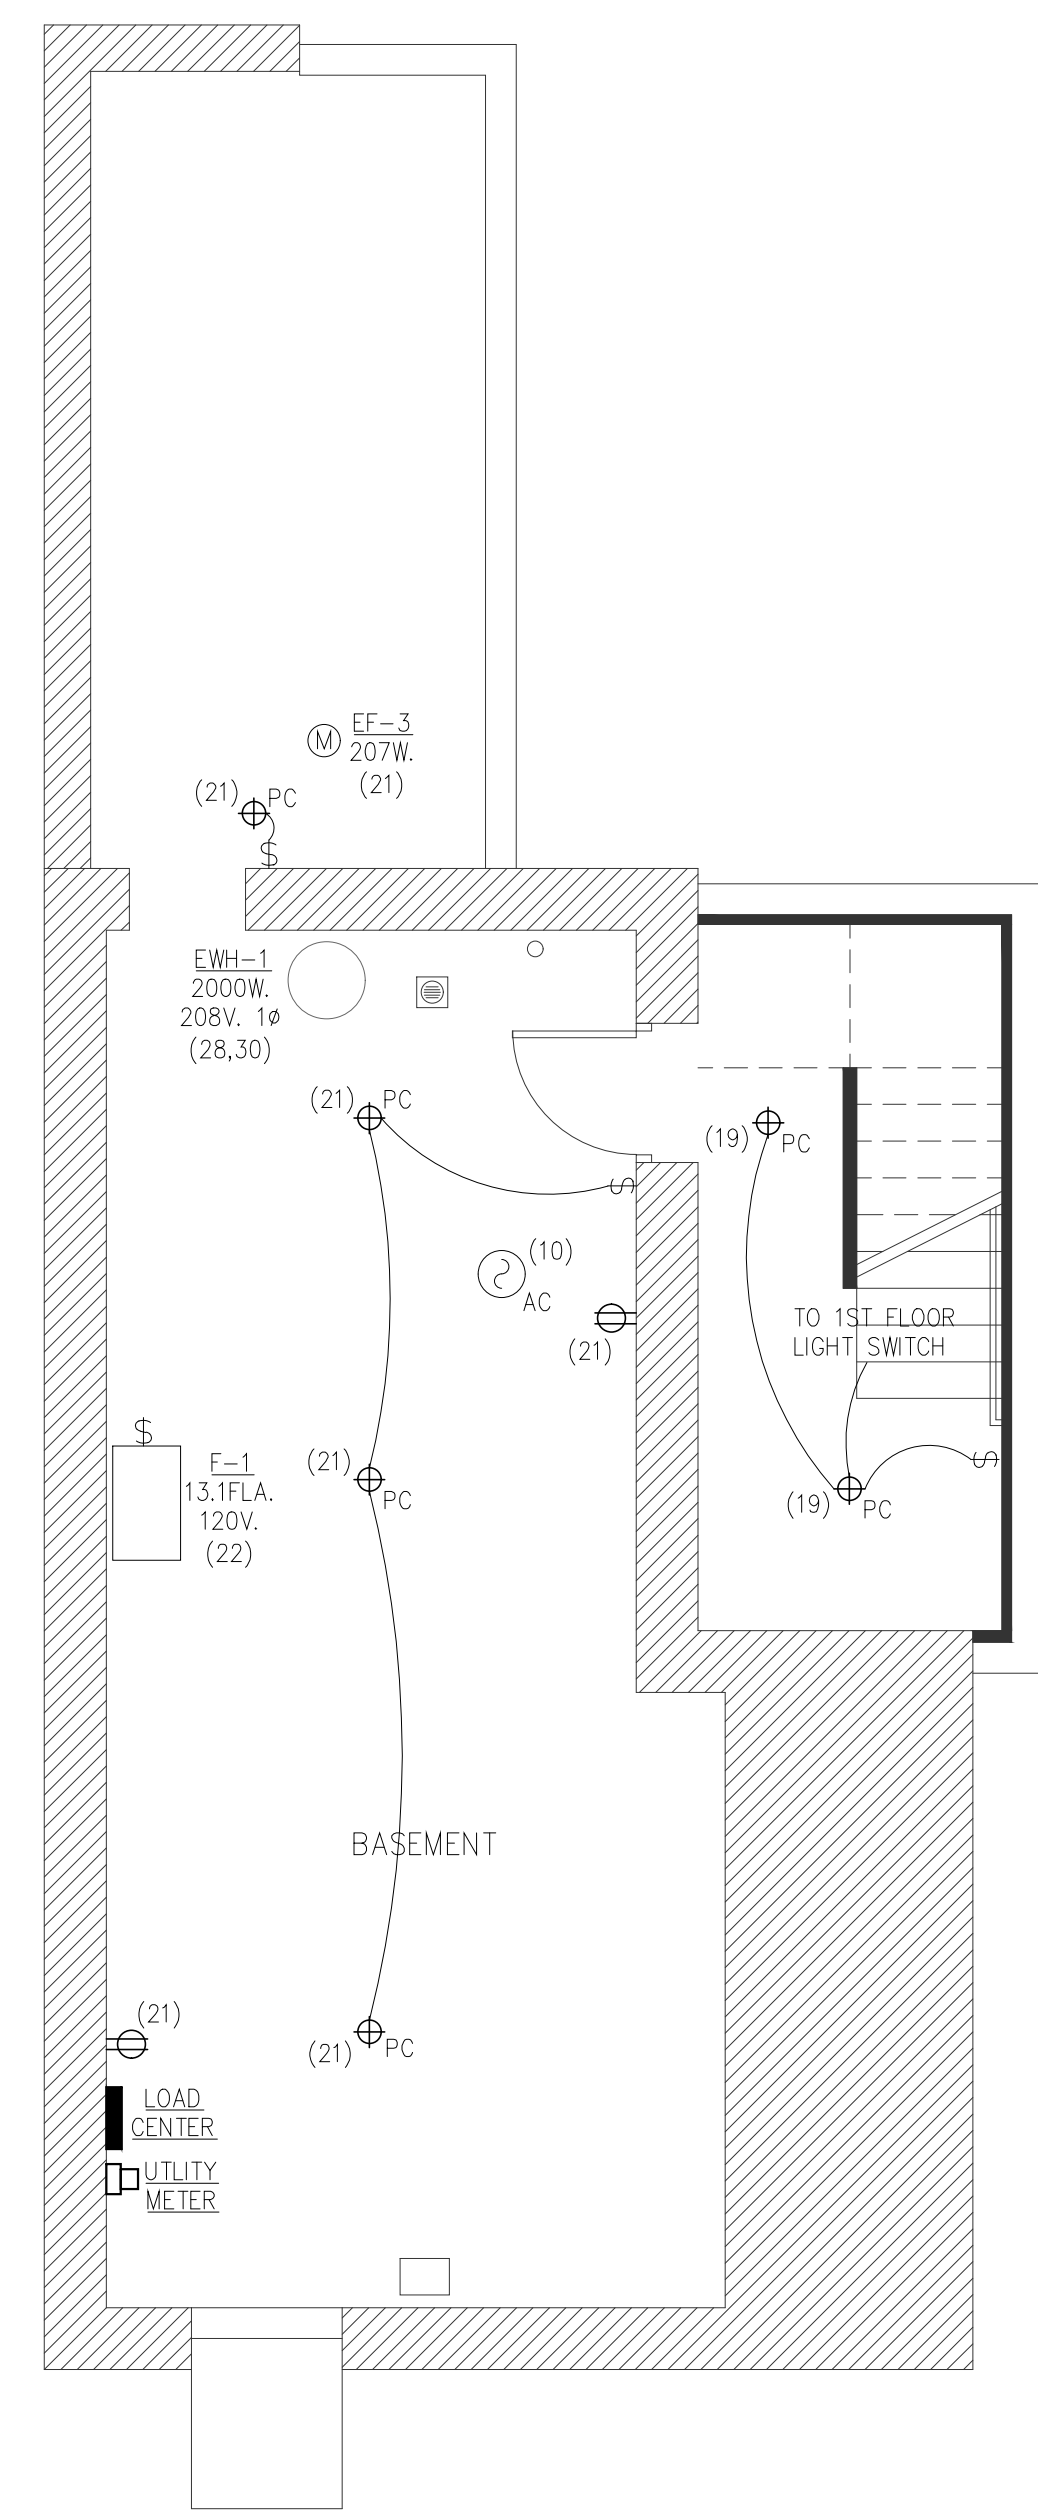 EF-3
207W.
(21)
M
(21) PC
$
EWH-1
2000W.
208V. 1ø
(28,30)
(21) PC
(19) PC
$
(10)
AC
(21)
TO 1ST FLOOR
LIGHT SWITCH
$
F-1
13.1FLA.
120V.
(22)
(21) PC
$
(19) PC
BASEMENT
(21)
(21) PC
LOAD
CENTER
UTLITY
METER